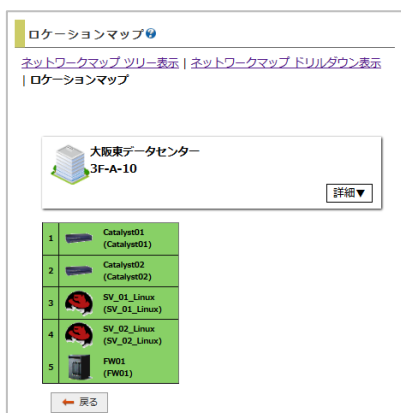 ロケーションマップ?
ネットワークマップ ツリー表示 | ネットワークマップ ドリルダウン表示
| ロケーションマップ
大阪東データセンター
3F-A-10
詳細▼
1 Catalyst01
(Catalyst01)
2 Catalyst02
(Catalyst02)
3 SV_01_Linux
(SV_01_Linux)
4 SV_02_Linux
(SV_02_Linux)
5 FW01
(FW01)
← 戻る